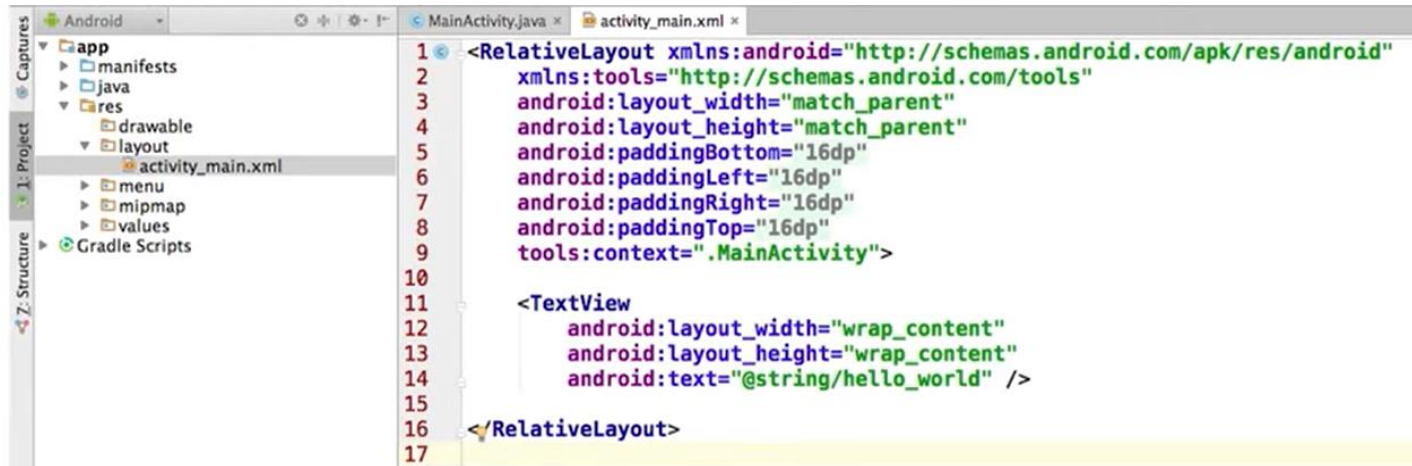 Captures
1: Project
Z: Structure
Android
app
manifests
java
res
drawable
layout
activity_main.xml
menu
mipmap
values
Gradle Scripts
MainActivity.java ×
activity_main.xml ×
1 <RelativeLayout xmlns:android="http://schemas.android.com/apk/res/android"
2 xmlns:tools="http://schemas.android.com/tools"
3 android:layout_width="match_parent"
4 android:layout_height="match_parent"
5 android:paddingBottom="16dp"
6 android:paddingLeft="16dp"
7 android:paddingRight="16dp"
8 android:paddingTop="16dp"
9 tools:context=".MainActivity">
10
11 <TextView
12 android:layout_width="wrap_content"
13 android:layout_height="wrap_content"
14 android:text="@string/hello_world" />
15
16 </RelativeLayout>
17